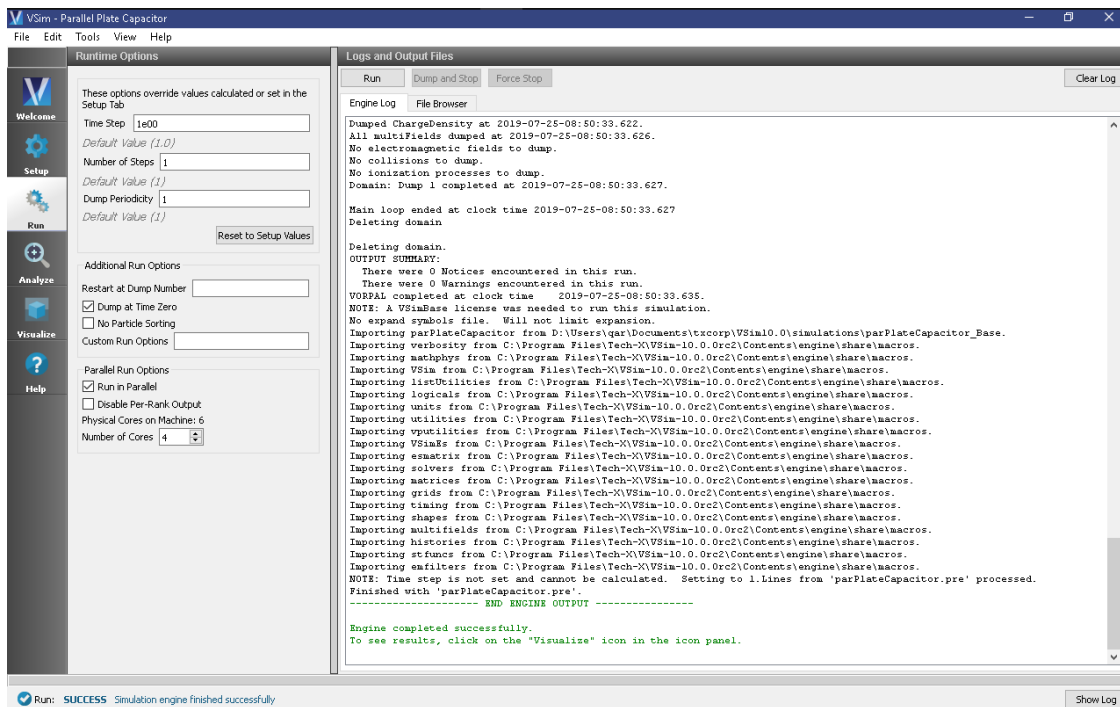 VSim - Parallel Plate Capacitor
File Edit Tools View Help
Runtime Options
Logs and Output Files
Welcome
Setup
Run
Analyze
Visualize
Help
These options override values calculated or set in the
Setup Tab
Time Step 1e00
Default Value (1.0)
Number of Steps 1
Default Value (1)
Dump Periodicity 1
Default Value (1)
Reset to Setup Values
Additional Run Options
Restart at Dump Number
Dump at Time Zero
No Particle Sorting
Custom Run Options
Parallel Run Options
Run in Parallel
Disable Per-Rank Output
Physical Cores on Machine: 6
Number of Cores 4
Run Dump and Stop Force Stop Clear Log
Engine Log File Browser
Dumped ChargeDensity at 2019-07-25-08:50:33.622.
All multiFields dumped at 2019-07-25-08:50:33.626.
No electromagnetic fields to dump.
No collisions to dump.
No ionization processes to dump.
Domain: Dump 1 completed at 2019-07-25-08:50:33.627.
Main loop ended at clock time 2019-07-25-08:50:33.627
Deleting domain
Deleting domain.
OUTPUT SUMMARY:
There were 0 Notices encountered in this run.
There were 0 Warnings encountered in this run.
VORPAL completed at clock time 2019-07-25-08:50:33.635.
NOTE: A VSimBase license was needed to run this simulation.
No expand symbols file. Will not limit expansion.
Importing parPlateCapacitor from D:\Users\qar\Documents\txcorp\VSim10.0\simulations\parPlateCapacitor_Base.
Importing verbosity from C:\Program Files\Tech-X\VSim-10.0.0rc2\Contents\engine\share\macros.
Importing mathphys from C:\Program Files\Tech-X\VSim-10.0.0rc2\Contents\engine\share\macros.
Importing VSim from C:\Program Files\Tech-X\VSim-10.0.0rc2\Contents\engine\share\macros.
Importing listUtilities from C:\Program Files\Tech-X\VSim-10.0.0rc2\Contents\engine\share\macros.
Importing logicals from C:\Program Files\Tech-X\VSim-10.0.0rc2\Contents\engine\share\macros.
Importing units from C:\Program Files\Tech-X\VSim-10.0.0rc2\Contents\engine\share\macros.
Importing utilities from C:\Program Files\Tech-X\VSim-10.0.0rc2\Contents\engine\share\macros.
Importing vputilities from C:\Program Files\Tech-X\VSim-10.0.0rc2\Contents\engine\share\macros.
Importing VSimEs from C:\Program Files\Tech-X\VSim-10.0.0rc2\Contents\engine\share\macros.
Importing esmatrix from C:\Program Files\Tech-X\VSim-10.0.0rc2\Contents\engine\share\macros.
Importing solvers from C:\Program Files\Tech-X\VSim-10.0.0rc2\Contents\engine\share\macros.
Importing matrices from C:\Program Files\Tech-X\VSim-10.0.0rc2\Contents\engine\share\macros.
Importing grids from C:\Program Files\Tech-X\VSim-10.0.0rc2\Contents\engine\share\macros.
Importing timing from C:\Program Files\Tech-X\VSim-10.0.0rc2\Contents\engine\share\macros.
Importing shapes from C:\Program Files\Tech-X\VSim-10.0.0rc2\Contents\engine\share\macros.
Importing multifields from C:\Program Files\Tech-X\VSim-10.0.0rc2\Contents\engine\share\macros.
Importing histories from C:\Program Files\Tech-X\VSim-10.0.0rc2\Contents\engine\share\macros.
Importing stfuncs from C:\Program Files\Tech-X\VSim-10.0.0rc2\Contents\engine\share\macros.
Importing emfilters from C:\Program Files\Tech-X\VSim-10.0.0rc2\Contents\engine\share\macros.
NOTE: Time step is not set and cannot be calculated. Setting to 1.Lines from 'parPlateCapacitor.pre' processed.
Finished with 'parPlateCapacitor.pre'.
--------------------- END ENGINE OUTPUT ----------------
Engine completed successfully.
To see results, click on the "Visualize" icon in the icon panel.
Run: SUCCESS Simulation engine finished successfully
Show Log